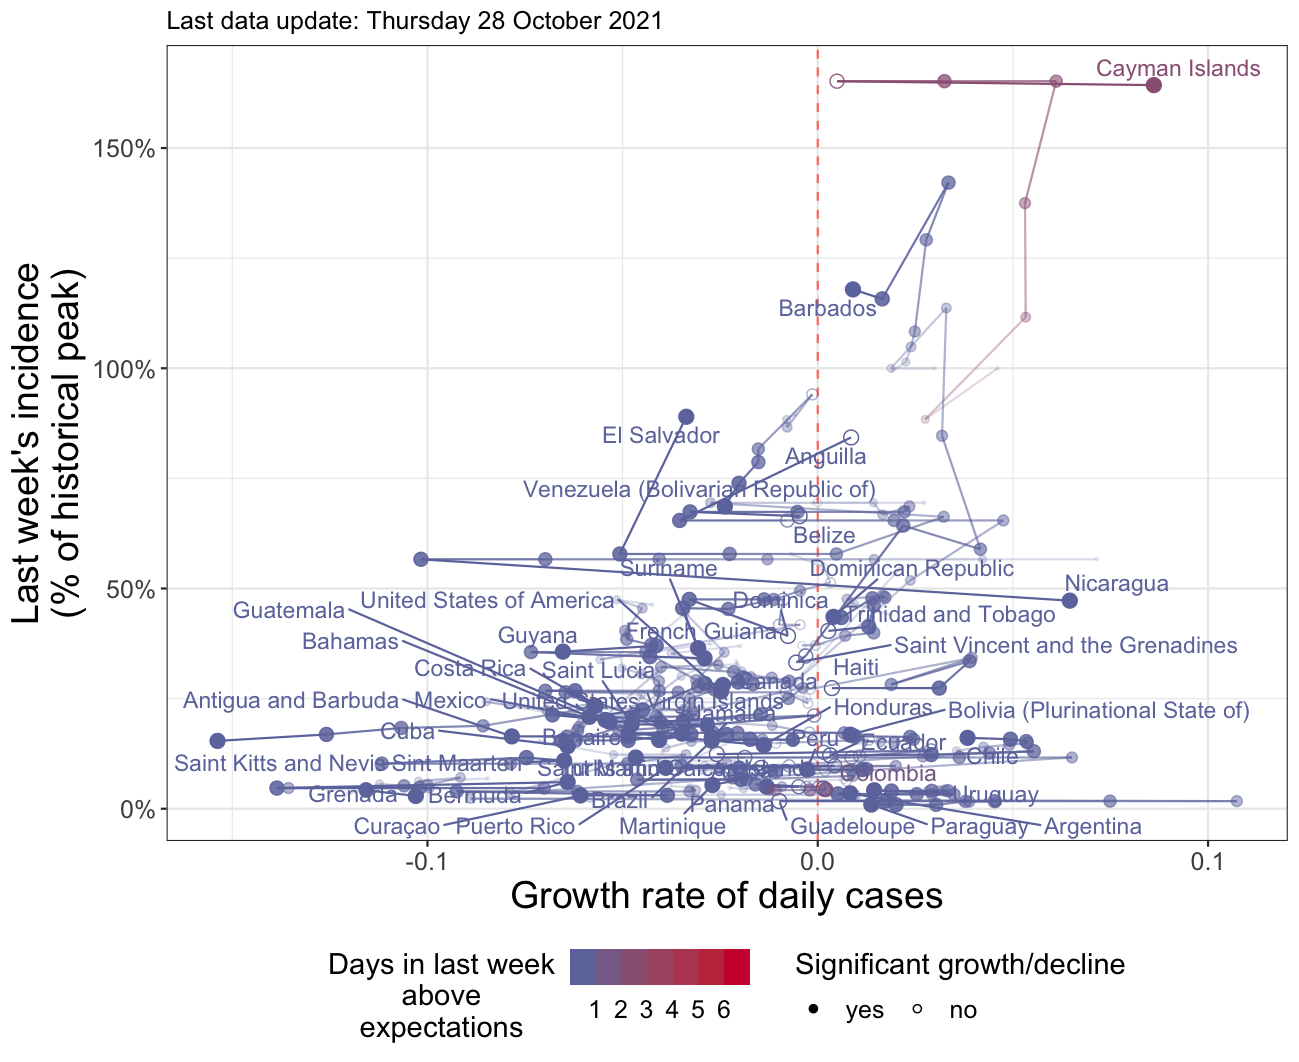 Last data update: Thursday 28 October 2021
Last week's incidence
(% of historical peak)
150%
100%
50%
0%
Cayman Islands
Barbados
El Salvador
Anguilla
Venezuela (Bolivarian Republic of)
Belize
Suriname
Dominican Republic
Nicaragua
United States of America
Dominica
Guatemala
Trinidad and Tobago
Bahamas
Guyana
French Guiana
Saint Vincent and the Grenadines
Costa Rica
Saint Lucia
Haiti
Antigua and Barbuda
Mexico
United States Virgin Islands
Honduras
Bolivia (Plurinational State of)
Jamaica
Cuba
Peru
Ecuador
Chile
Saint Kitts and Nevis
Sint Maarten
Colombia
Grenada
Bermuda
Brazil
Panama
Uruguay
Curaçao
Puerto Rico
Martinique
Guadeloupe
Paraguay
Argentina
-0.1
0.0
0.1
Growth rate of daily cases
Days in last week
above
expectations
1 2 3 4 5 6
Significant growth/decline
yes
no